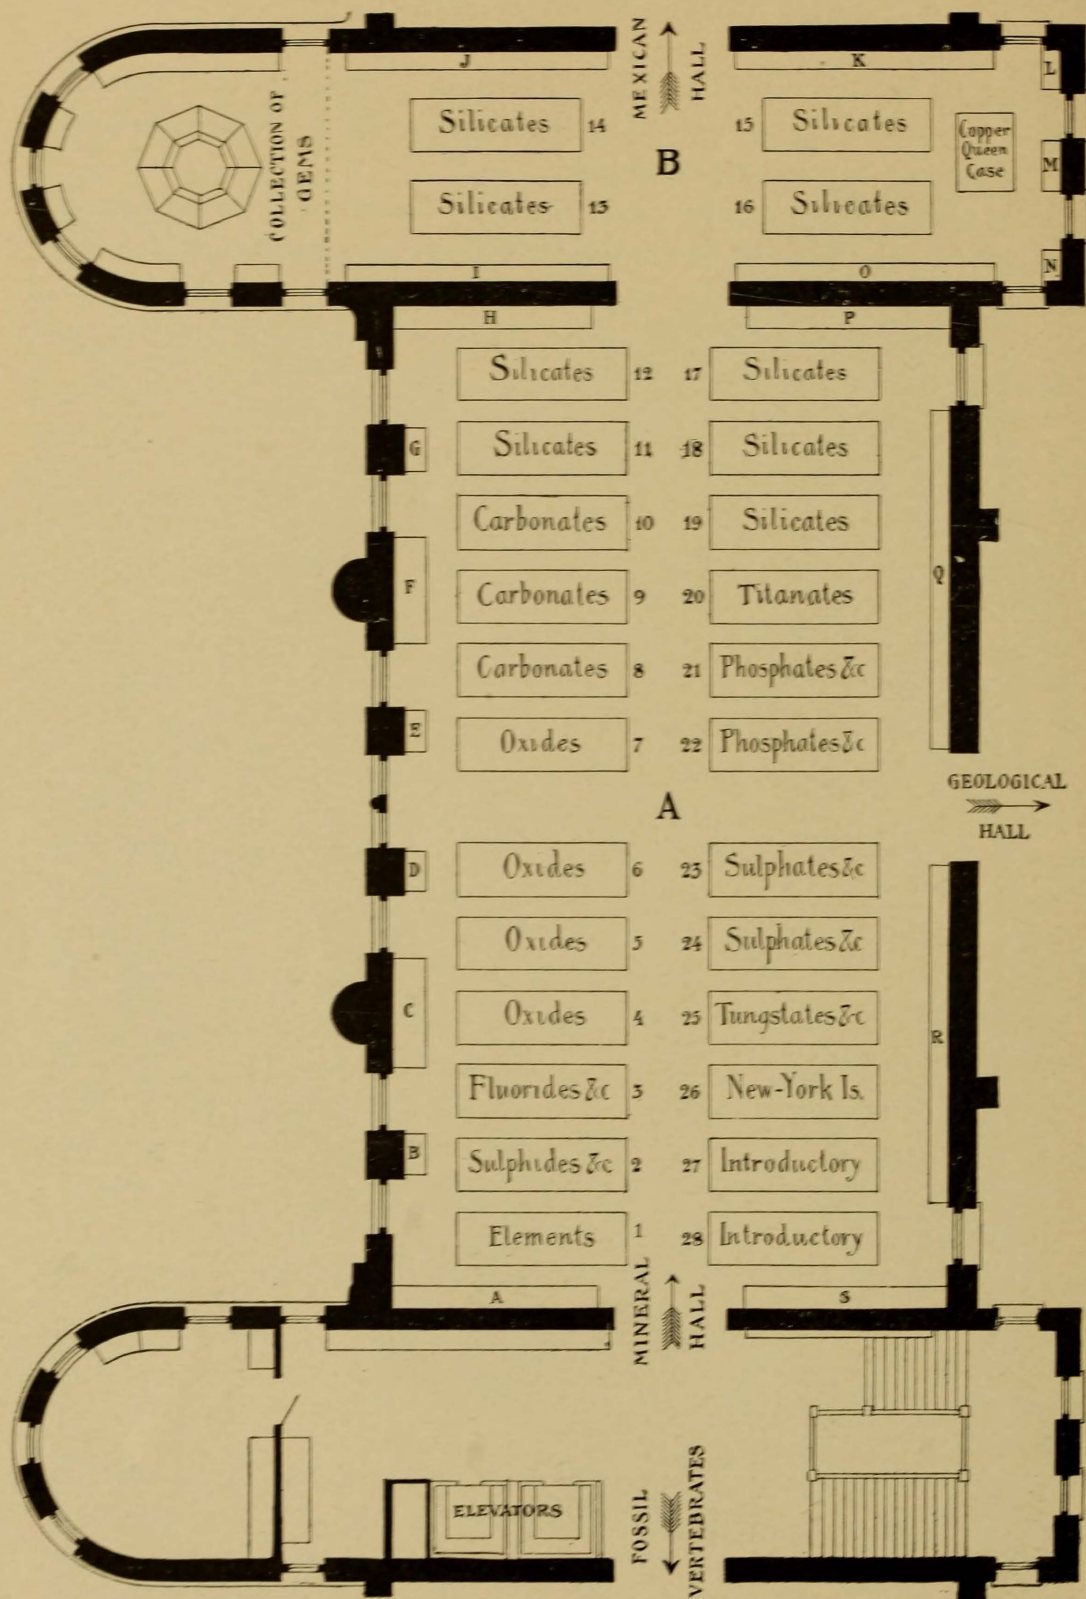 MEXICAN HALL
J
K
L
Silicates 14
15 Silicates
Copper
Queen
Case
COLLECTION OF
GEMS
B
M
Silicates 13
16 Silicates
I
O
N
H
P
Silicates 12 17 Silicates
G
Silicates 11 18 Silicates
Carbonates 10 19 Silicates
F
Carbonates 9 20 Titanates
Q
Carbonates 8 21 Phosphates &c
E
Oxides 7 22 Phosphates &c
GEOLOGICAL
HALL
A
D
Oxides 6 23 Sulphates &c
Oxides 5 24 Sulphates &c
C
Oxides 4 25 Tungstates &c
R
Fluorides &c 3 26 New-York Is.
B
Sulphides &c 2 27 Introductory
Elements 1 28 Introductory
MINERAL HALL
A
S
ELEVATORS
FOSSIL
VERTEBRATES